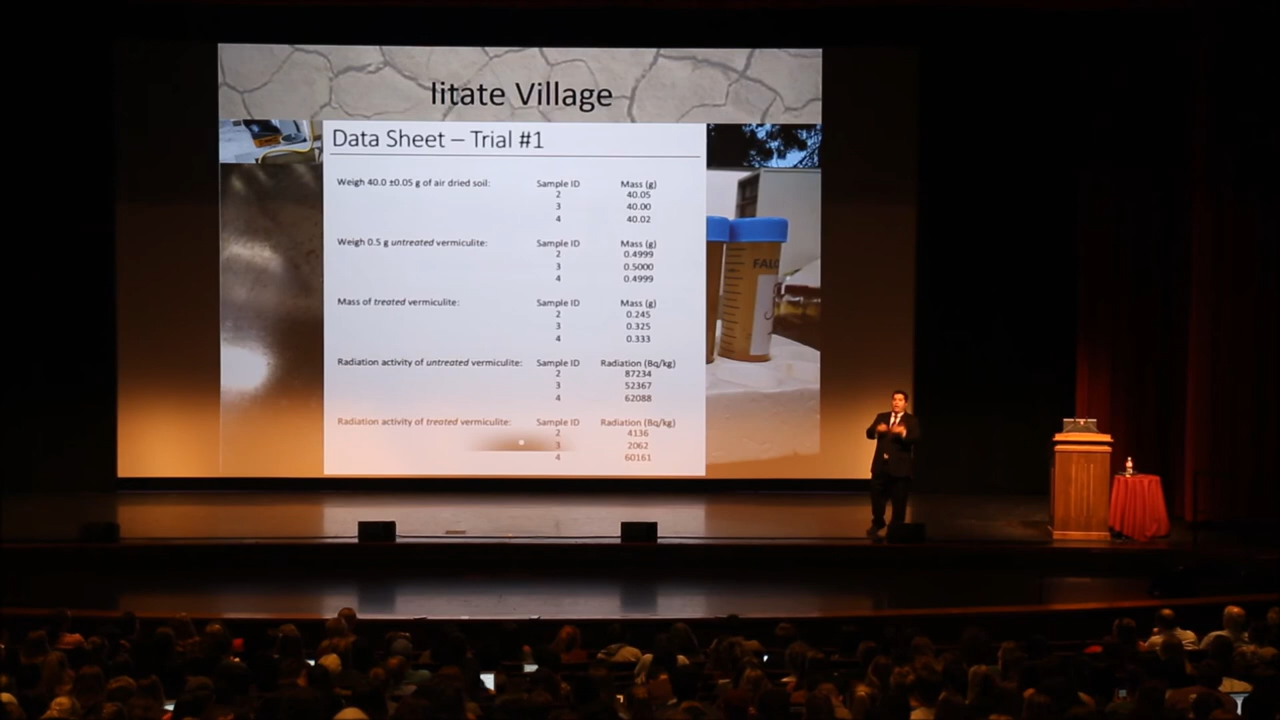 Iitate Village
Data Sheet – Trial #1
Weigh 40.0 ±0.05 g of air dried soil: Sample ID Mass (g)
2 40.05
3 40.00
4 40.02
Weigh 0.5 g untreated vermiculite: Sample ID Mass (g)
2 0.4999
3 0.5000
4 0.4999
Mass of treated vermiculite: Sample ID Mass (g)
2 0.245
3 0.325
4 0.333
Radiation activity of untreated vermiculite: Sample ID Radiation (Bq/kg)
2 87234
3 52367
4 62088
Radiation activity of treated vermiculite: Sample ID Radiation (Bq/kg)
2 4136
3 2062
4 60161
FALC